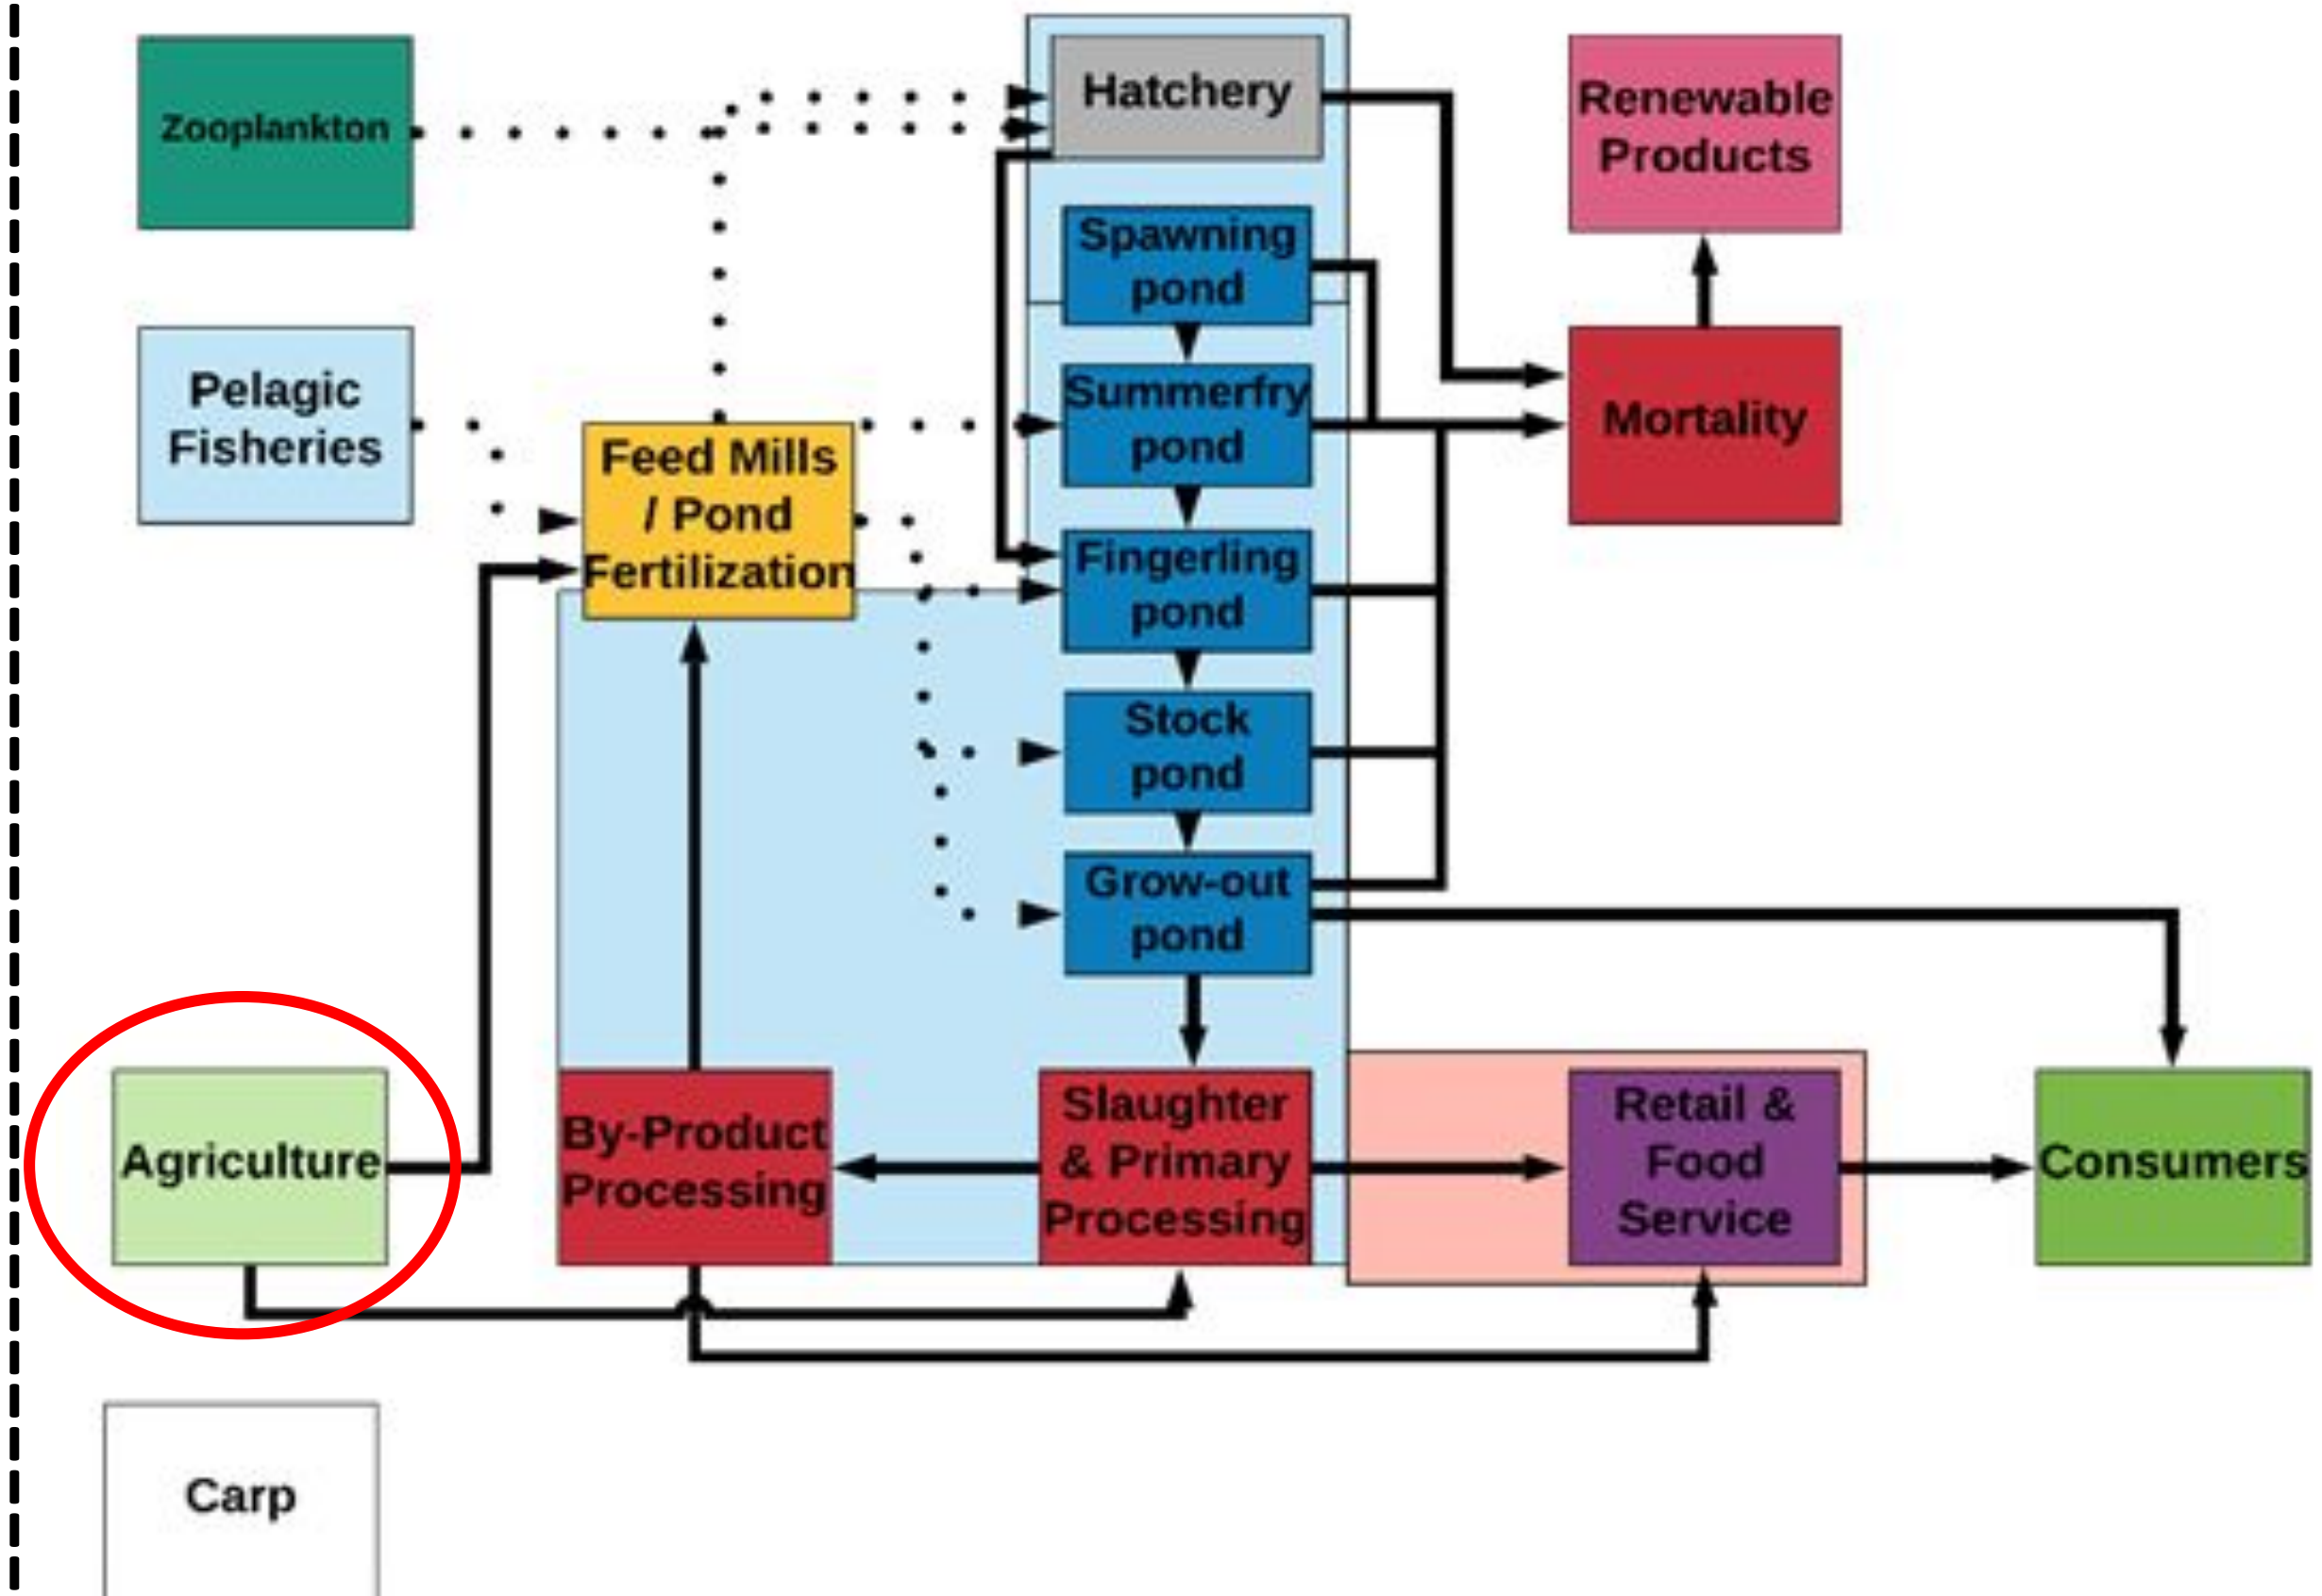 Zooplankton
Hatchery
Renewable
Products
Spawning
pond
Pelagic
Fisheries
Summerfry
pond
Mortality
Feed Mills
/ Pond
Fertilization
Fingerling
pond
Stock
pond
Grow-out
pond
Agriculture
By-Product
Processing
Slaughter
& Primary
Processing
Retail &
Food
Service
Consumers
Carp